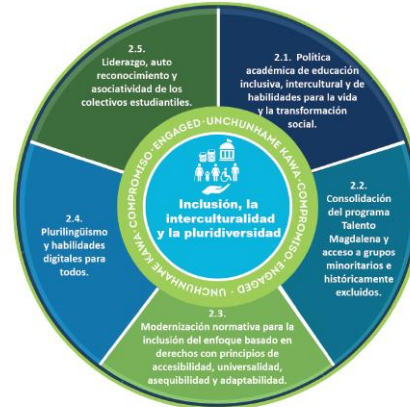 2.5.
Liderazgo, auto
reconocimiento y
asociatividad de los
colectivos estudiantiles.
2.1. Política
académica de educación
inclusiva, intercultural y de
habilidades para la vida
y la transformación
social.
UNCHUNHAME KAWA·COMPROMISO·ENGAGED·UNCHUNHAME KAWA·COMPROMISO·ENGAGED·
Inclusión, la
interculturalidad
y la pluridiversidad
2.4.
Plurilingüismo
y habilidades
digitales para
todos.
2.2.
Consolidación
del programa
Talento
Magdalena y
acceso a grupos
minoritarios e
históricamente
excluidos.
2.3.
Modernización normativa para la
inclusión del enfoque basado en
derechos con principios de
accesibilidad, universalidad,
asequibilidad y adaptabilidad.